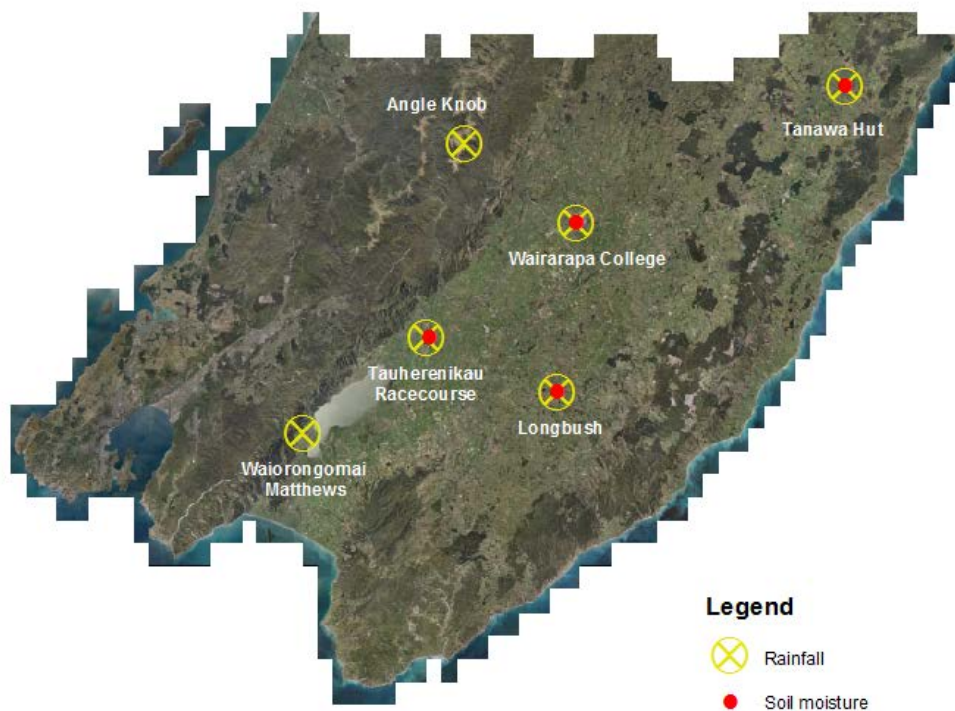 Angle Knob
Tanawa Hut
Wairarapa College
Tauherenikau
Racecourse
Longbush
Waiorongomai
Matthews
Legend
Rainfall
Soil moisture